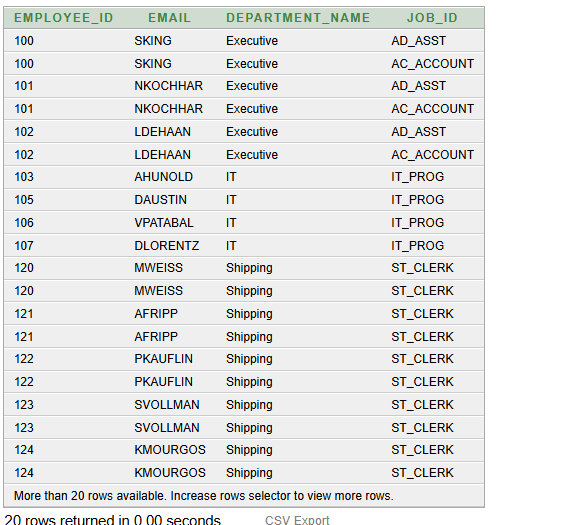 EMPLOYEE_ID EMAIL DEPARTMENT_NAME JOB_ID
100 SKING Executive AD_ASST
100 SKING Executive AC_ACCOUNT
101 NKOCHHAR Executive AD_ASST
101 NKOCHHAR Executive AC_ACCOUNT
102 LDEHAAN Executive AD_ASST
102 LDEHAAN Executive AC_ACCOUNT
103 AHUNOLD IT IT_PROG
105 DAUSTIN IT IT_PROG
106 VPATABAL IT IT_PROG
107 DLORENTZ IT IT_PROG
120 MWEISS Shipping ST_CLERK
120 MWEISS Shipping ST_CLERK
121 AFRIPP Shipping ST_CLERK
121 AFRIPP Shipping ST_CLERK
122 PKAUFLIN Shipping ST_CLERK
122 PKAUFLIN Shipping ST_CLERK
123 SVOLLMAN Shipping ST_CLERK
123 SVOLLMAN Shipping ST_CLERK
124 KMOURGOS Shipping ST_CLERK
124 KMOURGOS Shipping ST_CLERK
More than 20 rows available. Increase rows selector to view more rows.
20 rows returned in 0.00 seconds CSV Export